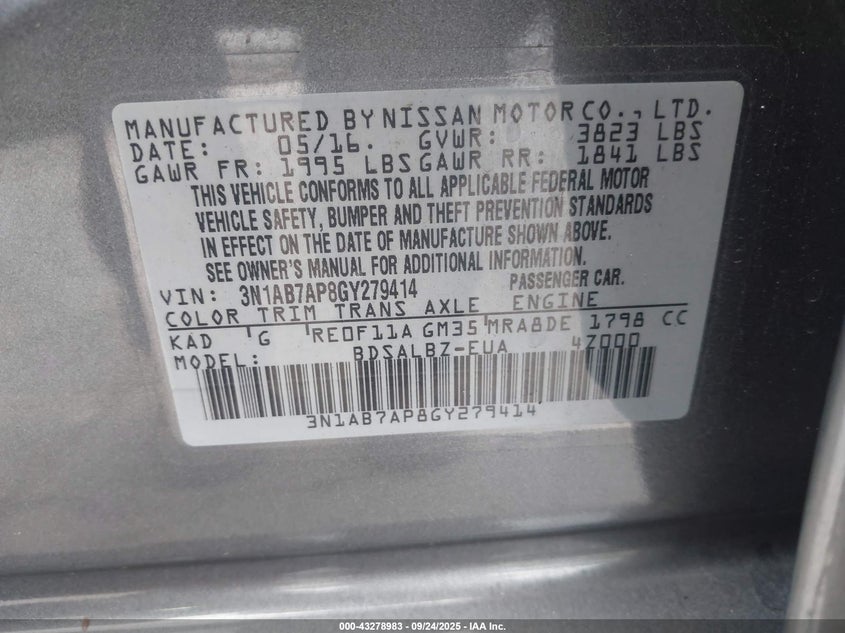 MANUFACTURED BY NISSAN MOTOR CO., LTD.
DATE: 05/16. GVWR: 3823 LBS
GAWR FR: 1995 LBS GAWR RR: 1841 LBS
THIS VEHICLE CONFORMS TO ALL APPLICABLE FEDERAL MOTOR
VEHICLE SAFETY, BUMPER AND THEFT PREVENTION STANDARDS
IN EFFECT ON THE DATE OF MANUFACTURE SHOWN ABOVE.
SEE OWNER'S MANUAL FOR ADDITIONAL INFORMATION.
VIN: 3N1AB7AP8GY279414 PASSENGER CAR.
COLOR TRIM TRANS AXLE ENGINE
KAD G RE0F11A GM35 MRA8DE 1798 CC
MODEL: BDSALBZ-EUA 4Z000
3N1AB7AP8GY279414
000-43278983 - 09/24/2025 - IAA Inc.